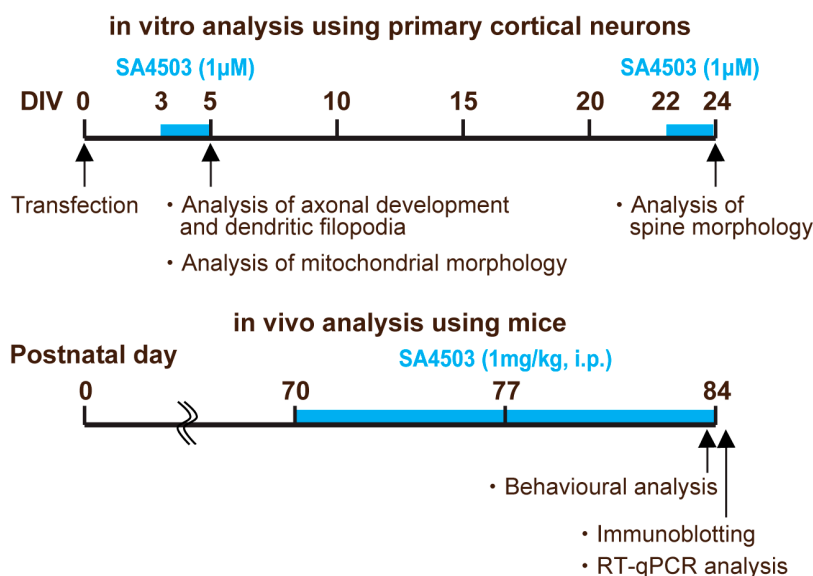 in vitro analysis using primary cortical neurons
SA4503 (1μM) SA4503 (1μM)
DIV 0 3 5 10 15 20 22 24
Transfection ・Analysis of axonal development ・Analysis of
and dendritic filopodia spine morphology
・Analysis of mitochondrial morphology
in vivo analysis using mice
Postnatal day SA4503 (1mg/kg, i.p.)
0 70 77 84
・Behavioural analysis
・Immunoblotting
・RT-qPCR analysis